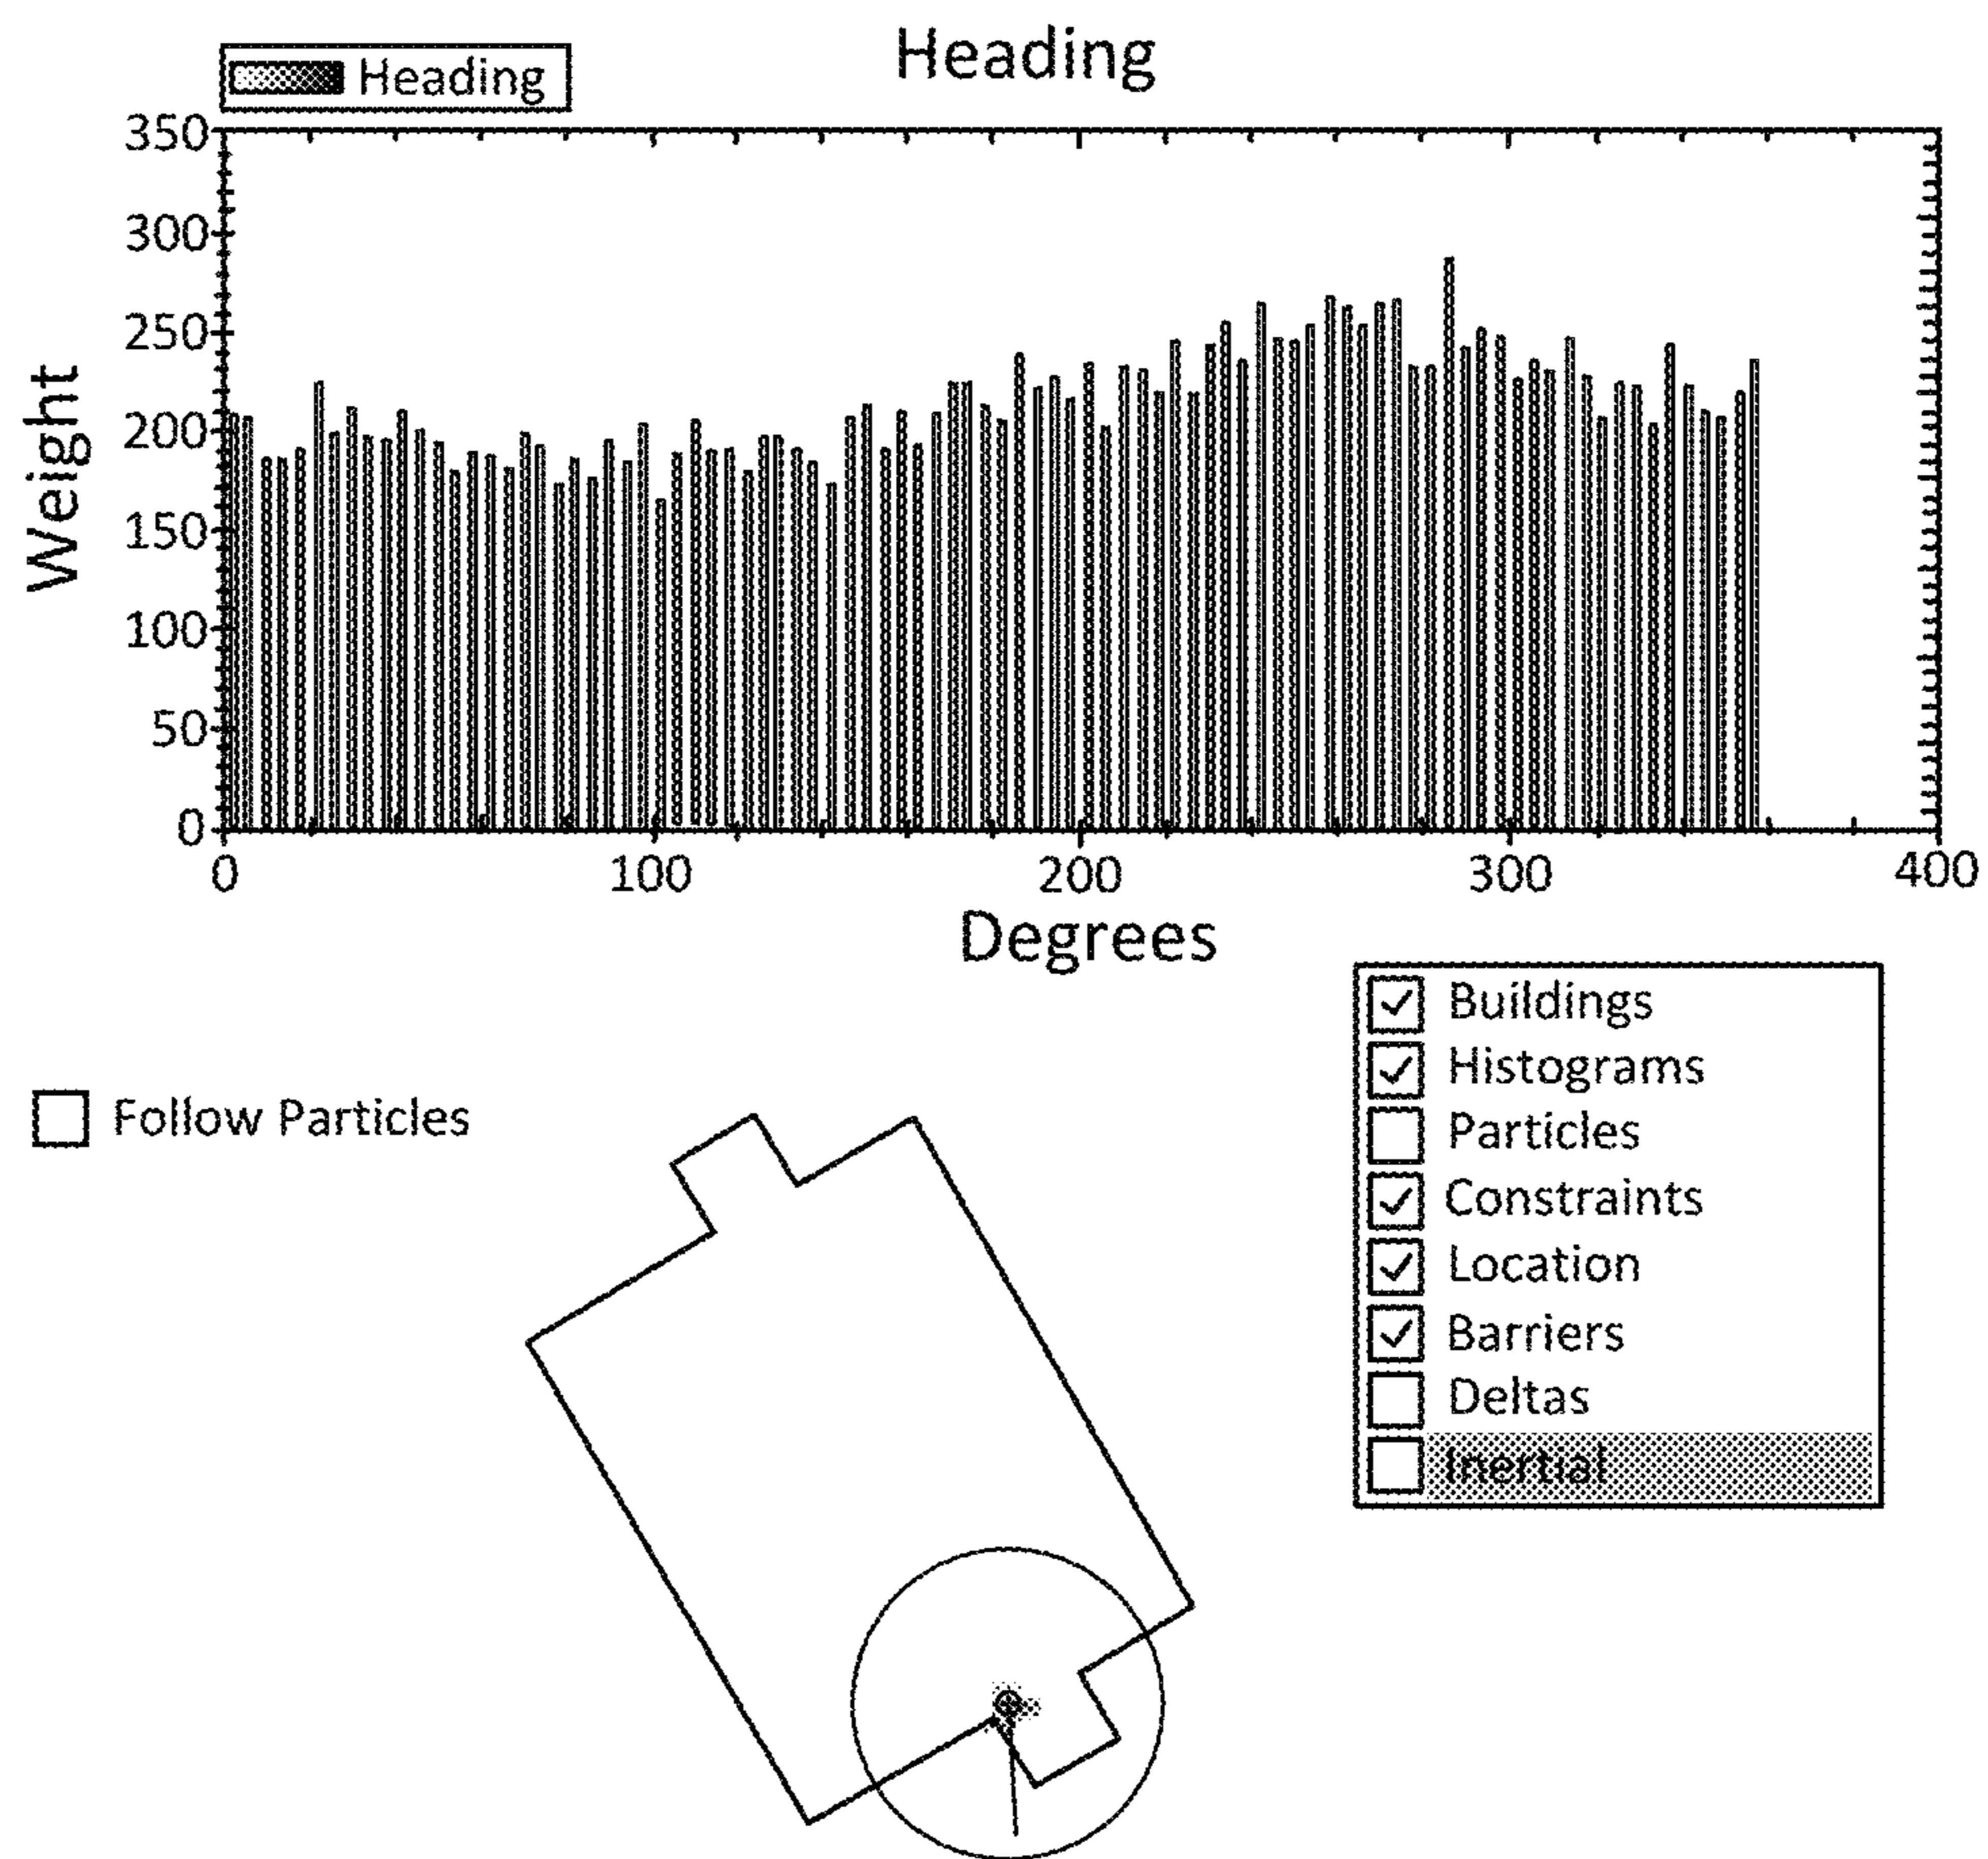 Heading
Heading
350
300
250
200
150
100
50
0
Weight
0 100 200 300 400
Degrees
Follow Particles
Buildings
Histograms
Particles
Constraints
Location
Barriers
Deltas
Inertial